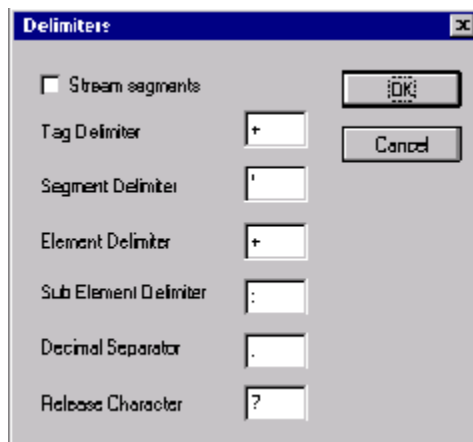 Delimiters
Stream segments
OK
Tag Delimiter +
Cancel
Segment Delimiter '
Element Delimiter +
Sub Element Delimiter :
Decimal Separator .
Release Character ?